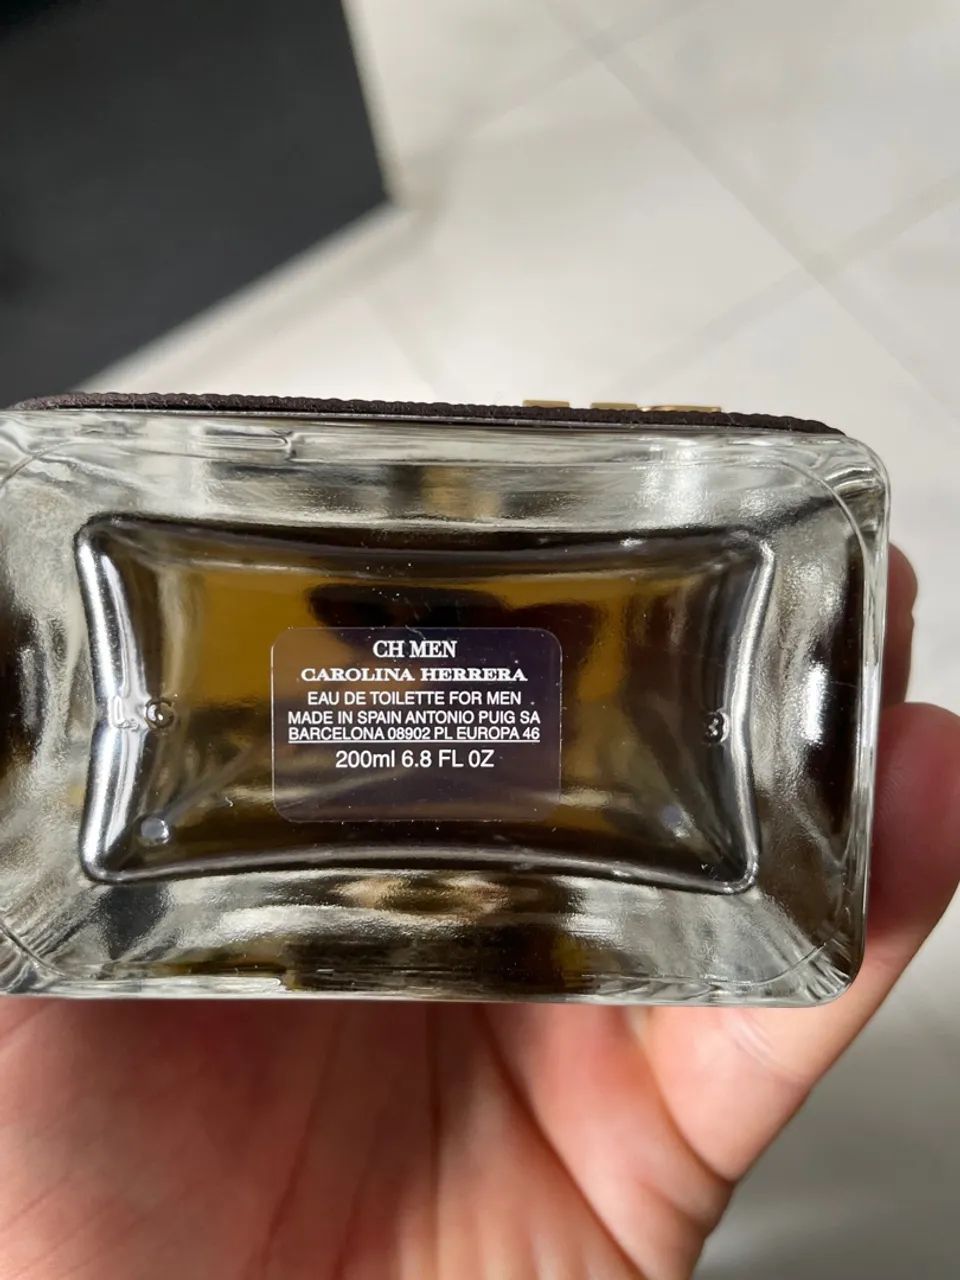 CH MEN
CAROLINA HERRERA
EAU DE TOILETTE FOR MEN
MADE IN SPAIN ANTONIO PUIG SA
BARCELONA 08902 PL EUROPA 46
200ml 6.8 FL 0Z